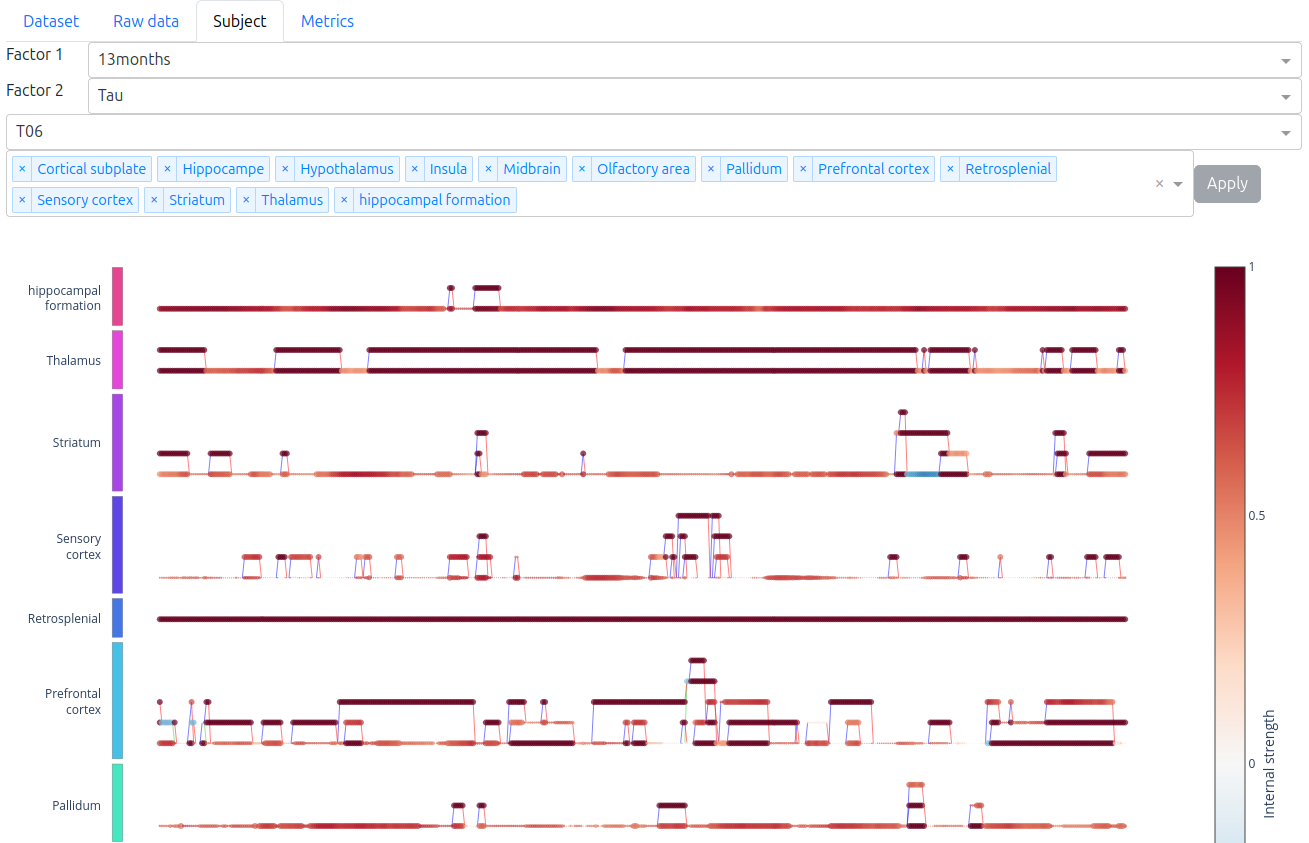 Dataset Raw data Subject Metrics
Factor 1 13months
Factor 2 Tau
T06
× Cortical subplate × Hippocampe × Hypothalamus × Insula × Midbrain × Olfactory area × Pallidum × Prefrontal cortex × Retrosplenial
× Sensory cortex × Striatum × Thalamus × hippocampal formation
× Apply
hippocampal
formation
Thalamus
Striatum
Sensory
cortex
Retrosplenial
Prefrontal
cortex
Pallidum
1
0.5
0
Internal strength